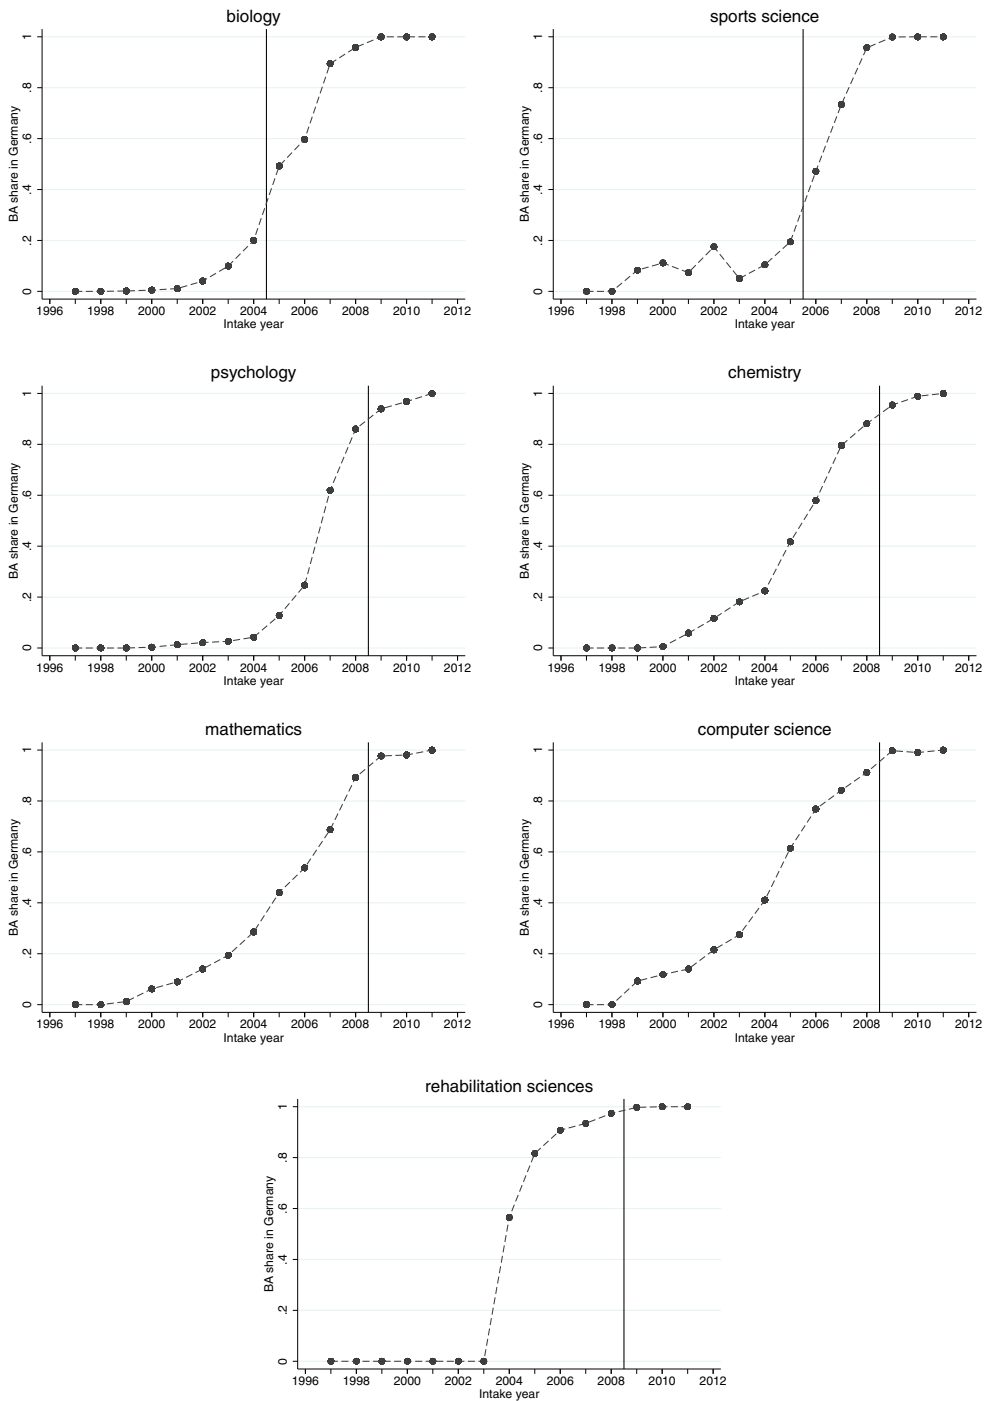 biology
BA share in Germany
1
.8
.6
.4
.2
0
1996 1998 2000 2002 2004 2006 2008 2010 2012
Intake year
sports science
BA share in Germany
1
.8
.6
.4
.2
0
1996 1998 2000 2002 2004 2006 2008 2010 2012
Intake year
psychology
BA share in Germany
1
.8
.6
.4
.2
0
1996 1998 2000 2002 2004 2006 2008 2010 2012
Intake year
chemistry
BA share in Germany
1
.8
.6
.4
.2
0
1996 1998 2000 2002 2004 2006 2008 2010 2012
Intake year
mathematics
BA share in Germany
1
.8
.6
.4
.2
0
1996 1998 2000 2002 2004 2006 2008 2010 2012
Intake year
computer science
BA share in Germany
1
.8
.6
.4
.2
0
1996 1998 2000 2002 2004 2006 2008 2010 2012
Intake year
rehabilitation sciences
BA share in Germany
1
.8
.6
.4
.2
0
1996 1998 2000 2002 2004 2006 2008 2010 2012
Intake year